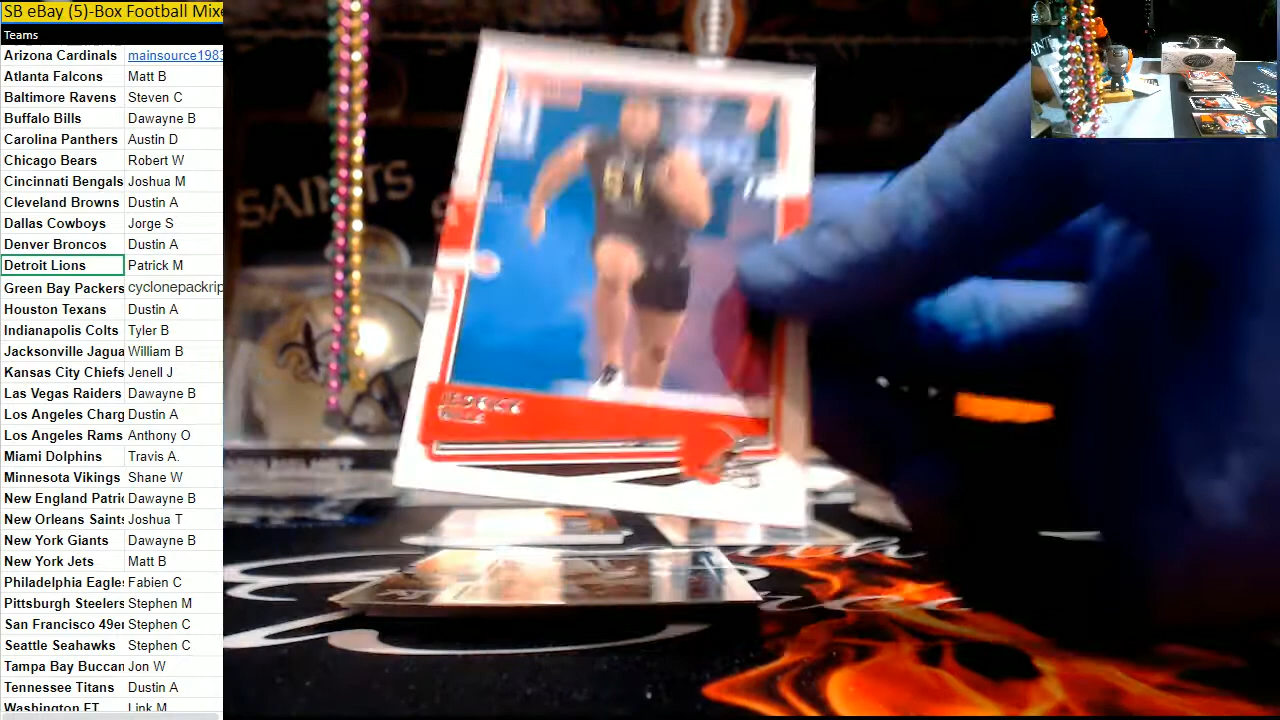 SB eBay (5)-Box Football Mixe
Teams
Arizona Cardinals mainsource1983
Atlanta Falcons Matt B
Baltimore Ravens Steven C
Buffalo Bills Dawayne B
Carolina Panthers Austin D
Chicago Bears Robert W
Cincinnati Bengals Joshua M
Cleveland Browns Dustin A
Dallas Cowboys Jorge S
Denver Broncos Dustin A
Detroit Lions Patrick M
Green Bay Packers cyclonepackrip
Houston Texans Dustin A
Indianapolis Colts Tyler B
Jacksonville Jagua William B
Kansas City Chiefs Jenell J
Las Vegas Raiders Dawayne B
Los Angeles Charg Dustin A
Los Angeles Rams Anthony O
Miami Dolphins Travis A.
Minnesota Vikings Shane W
New England Patric Dawayne B
New Orleans Saints Joshua T
New York Giants Dawayne B
New York Jets Matt B
Philadelphia Eagle Fabien C
Pittsburgh Steelers Stephen M
San Francisco 49er Stephen C
Seattle Seahawks Stephen C
Tampa Bay Buccan Jon W
Tennessee Titans Dustin A
Washington FT Link M
SAINTS